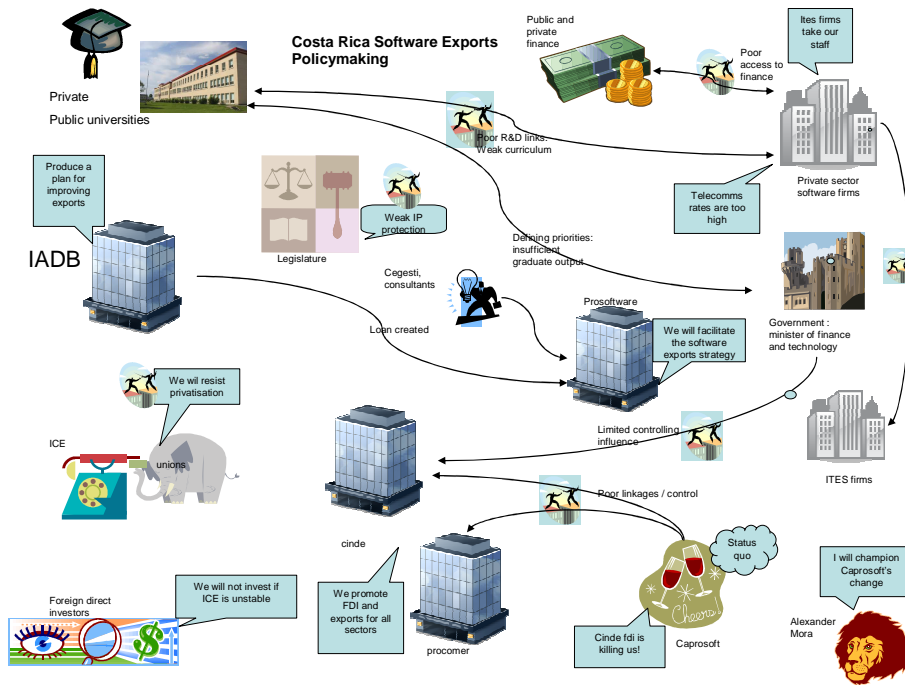 Costa Rica Software Exports
Policymaking
Public and
private
finance
Poor
access to
finance
Ites firms
take our
staff
Private
Public universities
Poor R&D links.
Weak curriculum
Private sector
software firms
Telecomms
rates are too
high
Produce a
plan for
improving
exports
IADB
Weak IP
protection
Legislature
Defining priorities:
insufficient
graduate output
Cegesti,
consultants
Loan created
Prosoftware
We will facilitate
the software
exports strategy
Government :
minister of finance
and technology
We wil resist
privatisation
ICE
unions
Limited controlling
influence
ITES firms
Poor linkages / control
cinde
Status
quo
We will not invest if
ICE is unstable
Foreign direct
investors
We promote
FDI and
exports for all
sectors
procomer
Cheers!
Cinde fdi is
killing us!
Caprosoft
I will champion
Caprosoft's
change
Alexander
Mora